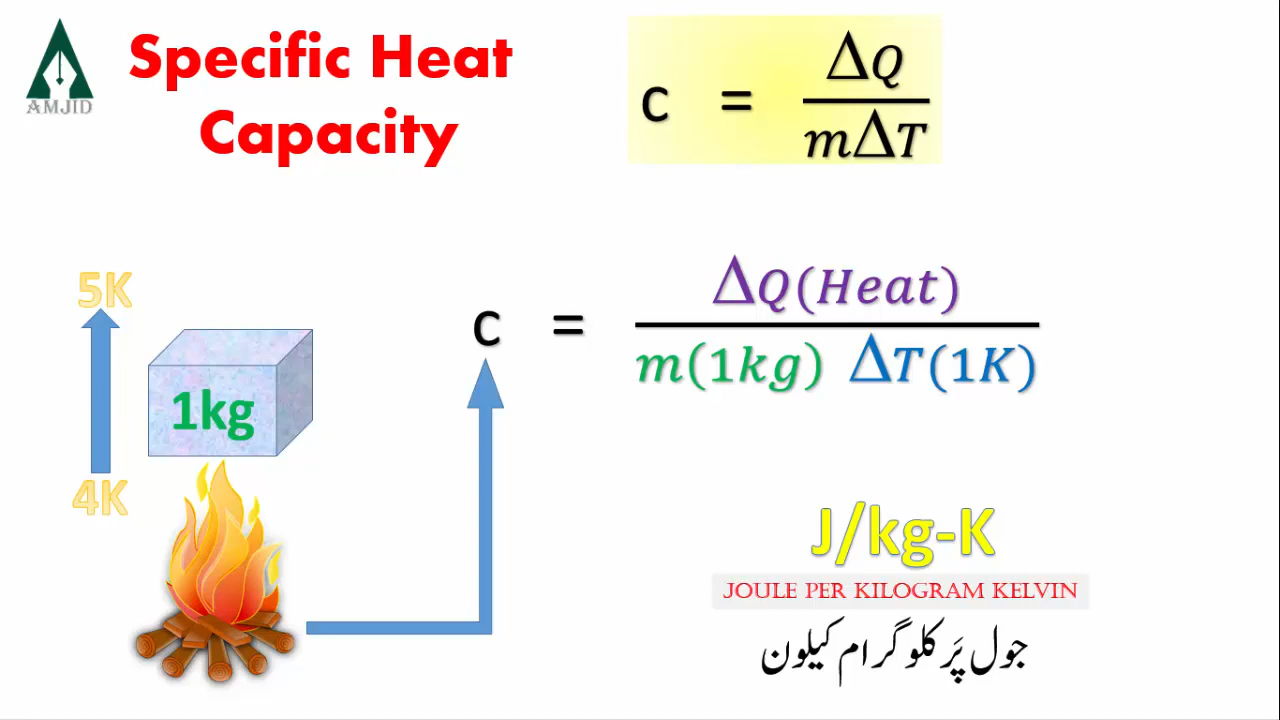 AMJID
Specific Heat
Capacity
c = ΔQ / mΔT
5K
1kg
4K
c = ΔQ(Heat) / m(1kg) ΔT(1K)
J/kg-K
JOULE PER KILOGRAM KELVIN
جول پَر کلوگرام کیلون